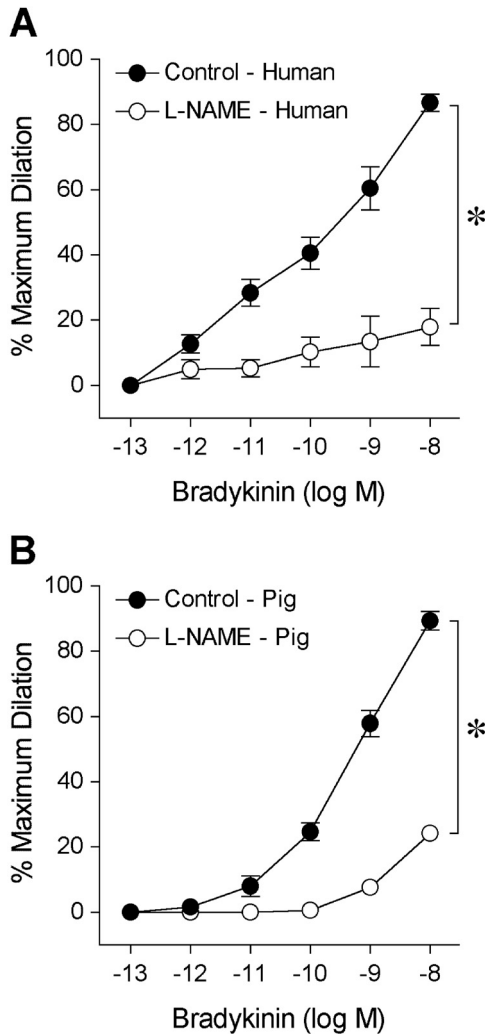 A
100
80
60
40
20
0
% Maximum Dilation
Control - Human
L-NAME - Human
*
-13 -12 -11 -10 -9 -8
Bradykinin (log M)
B
100
80
60
40
20
0
% Maximum Dilation
Control - Pig
L-NAME - Pig
*
-13 -12 -11 -10 -9 -8
Bradykinin (log M)